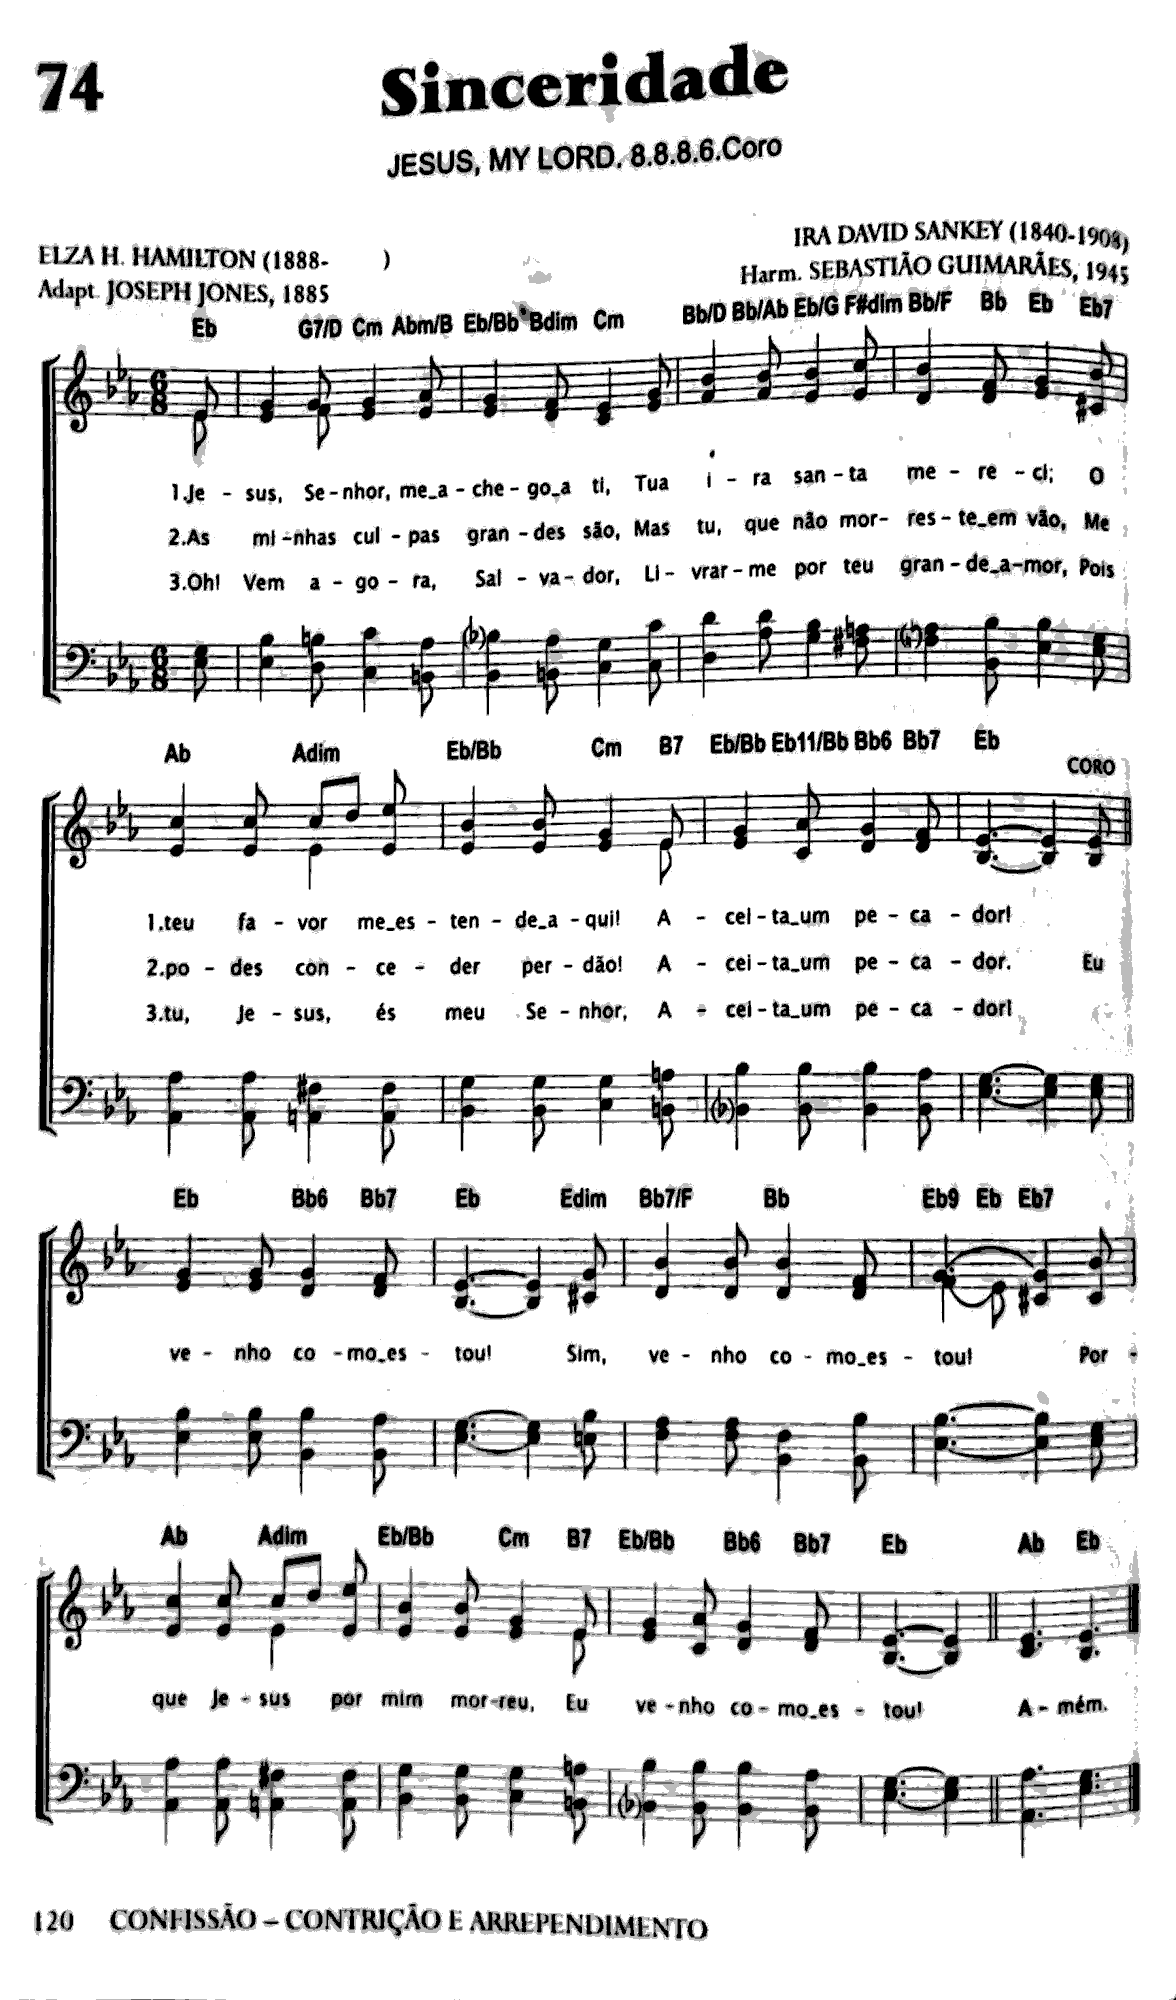 74
Sinceridade
JESUS, MY LORD. 8.8.8.6.Coro
ELZA H. HAMILTON (1888- )
Adapt. JOSEPH JONES, 1885
IRA DAVID SANKEY (1840-1908)
Harm. SEBASTIÃO GUIMARÃES, 1945
Eb G7/D Cm Abm/B Eb/Bb Bdim Cm Bb/D Bb/Ab Eb/G F#dim Bb/F Bb Eb Eb7
6 8
1.Je - sus, Se-nhor, me_a-che-go_a ti, Tua i - ra san-ta me - re - ci; O
2.As mi-nhas cul - pas gran-des são, Mas tu, que não mor- res-te_em vão, Me
3.Oh! Vem a - go - ra, Sal - va- dor, Li - vrar-me por teu gran-de_a-mor, Pois
6 8
Ab Adim Eb/Bb Cm B7 Eb/Bb Eb11/Bb Bb6 Bb7 Eb
CORO
1.teu fa - vor me_es - ten - de_a -qui! A - cei-ta_um pe - ca - dor!
2.po - des con - ce - der per - dão! A - cei-ta_um pe - ca - dor. Eu
3.tu, Je - sus, és meu Se - nhor; A - cei-ta_um pe - ca - dor!
Eb Bb6 Bb7 Eb Edim Bb7/F Bb Eb9 Eb Eb7
ve - nho co -mo_es - tou! Sim, ve - nho co - mo_es - tou! Por -
Ab Adim Eb/Bb Cm B7 Eb/Bb Bb6 Bb7 Eb Ab Eb
que Je - sus por mim mor-reu, Eu ve -nho co- mo_es - tou! A - mém.
120 CONFISSÃO – CONTRIÇÃO E ARREPENDIMENTO